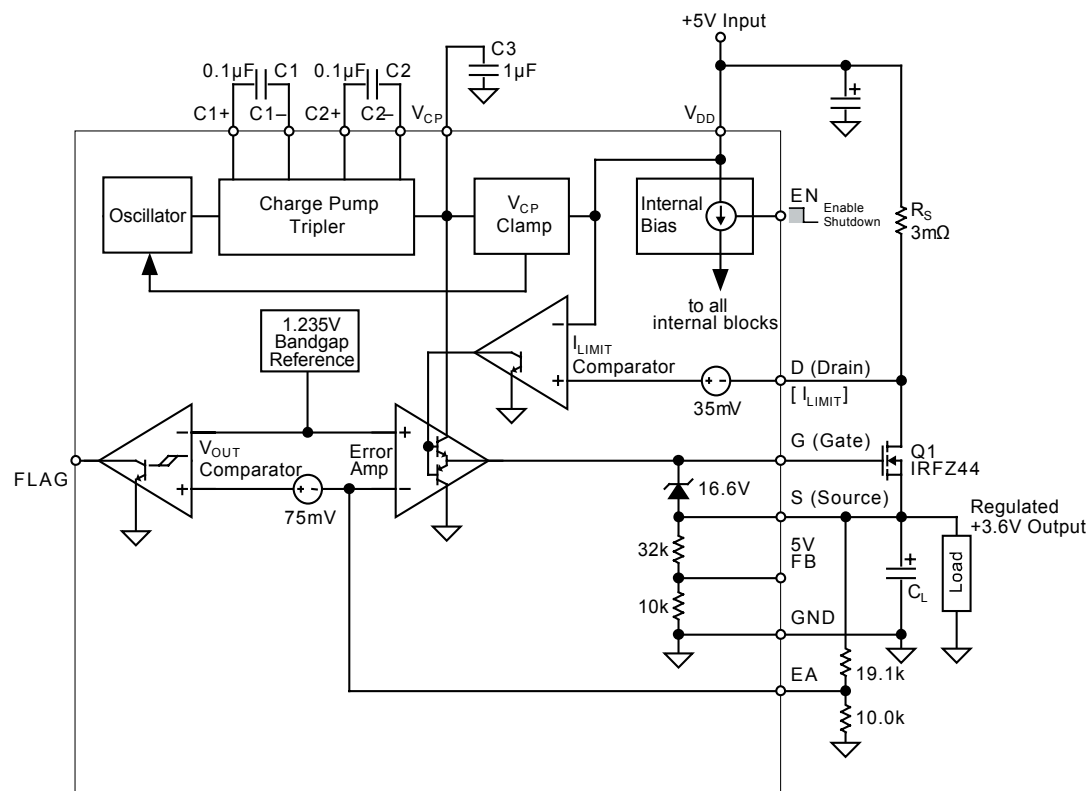 +5V Input
C3
1µF
0.1µF
C1
0.1µF
C2
C1+
C1–
C2+
C2–
VCP
VDD
Oscillator
Charge Pump
Tripler
VCP
Clamp
Internal
Bias
EN
Enable
Shutdown
RS
3mΩ
to all
internal blocks
1.235V
Bandgap
Reference
–
ILIMIT
Comparator
+
+ –
35mV
D (Drain)
[ ILIMIT]
–
VOUT
Comparator
+
+ –
75mV
Error
Amp
+
–
FLAG
G (Gate)
Q1
IRFZ44
16.6V
S (Source)
Regulated
+3.6V Output
32k
5V
FB
10k
+
+
CL
Load
GND
EA
19.1k
10.0k